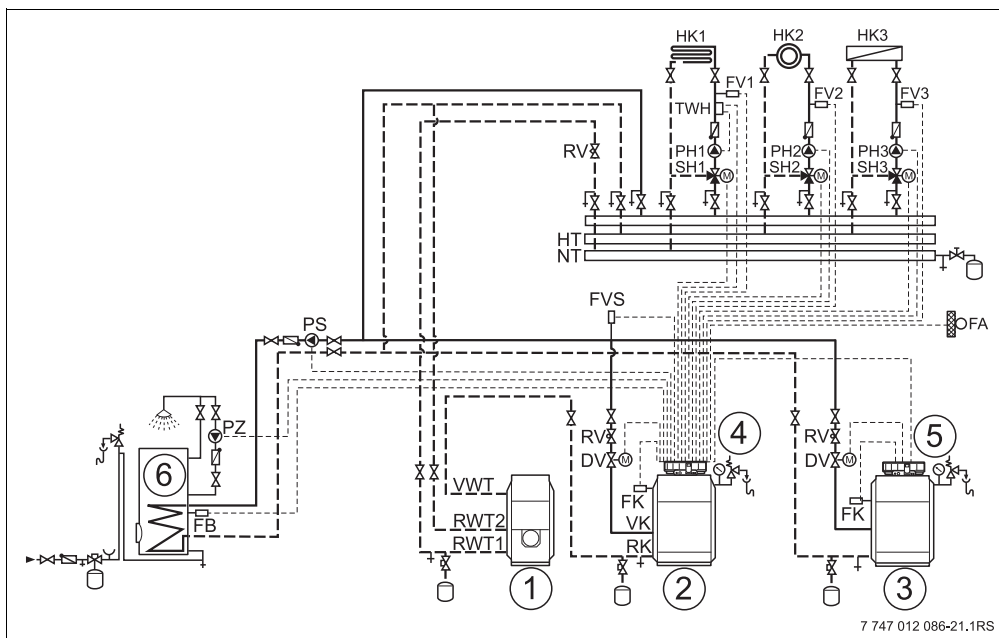 HK1 HK2 HK3
FV1 FV2 FV3
TWH
RV PH1 PH2 PH3
SH1 M SH2 M SH3 M
HT
NT
FVS
FA
PS
PZ
6
FB
4
5
RV RV
DV M DV M
FK FK
VWT
RWT2
RWT1
VK
RK
1 2 3
7 747 012 086-21.1RS